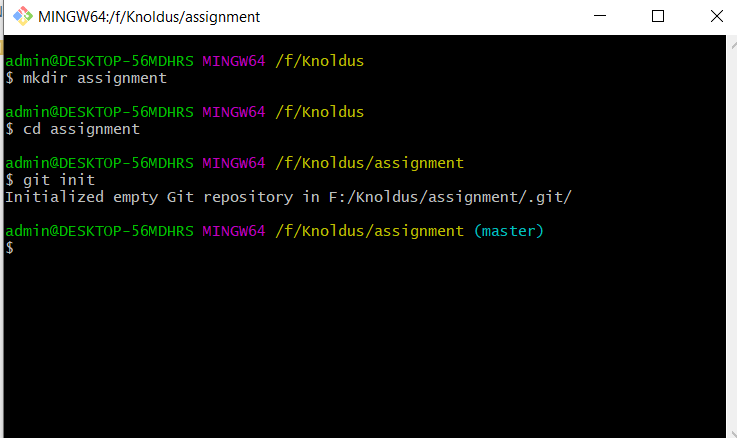 MINGW64:/f/Knoldus/assignment
admin@DESKTOP-56MDHRS MINGW64 /f/Knoldus
$ mkdir assignment
admin@DESKTOP-56MDHRS MINGW64 /f/Knoldus
$ cd assignment
admin@DESKTOP-56MDHRS MINGW64 /f/Knoldus/assignment
$ git init
Initialized empty Git repository in F:/Knoldus/assignment/.git/
admin@DESKTOP-56MDHRS MINGW64 /f/Knoldus/assignment (master)
$